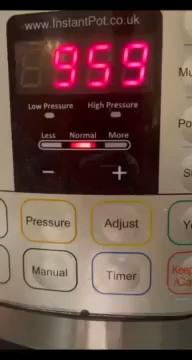 www.InstantPot.co.uk
959
Low Pressure High Pressure
Less Normal More
− +
Pressure Adjust
Manual Timer